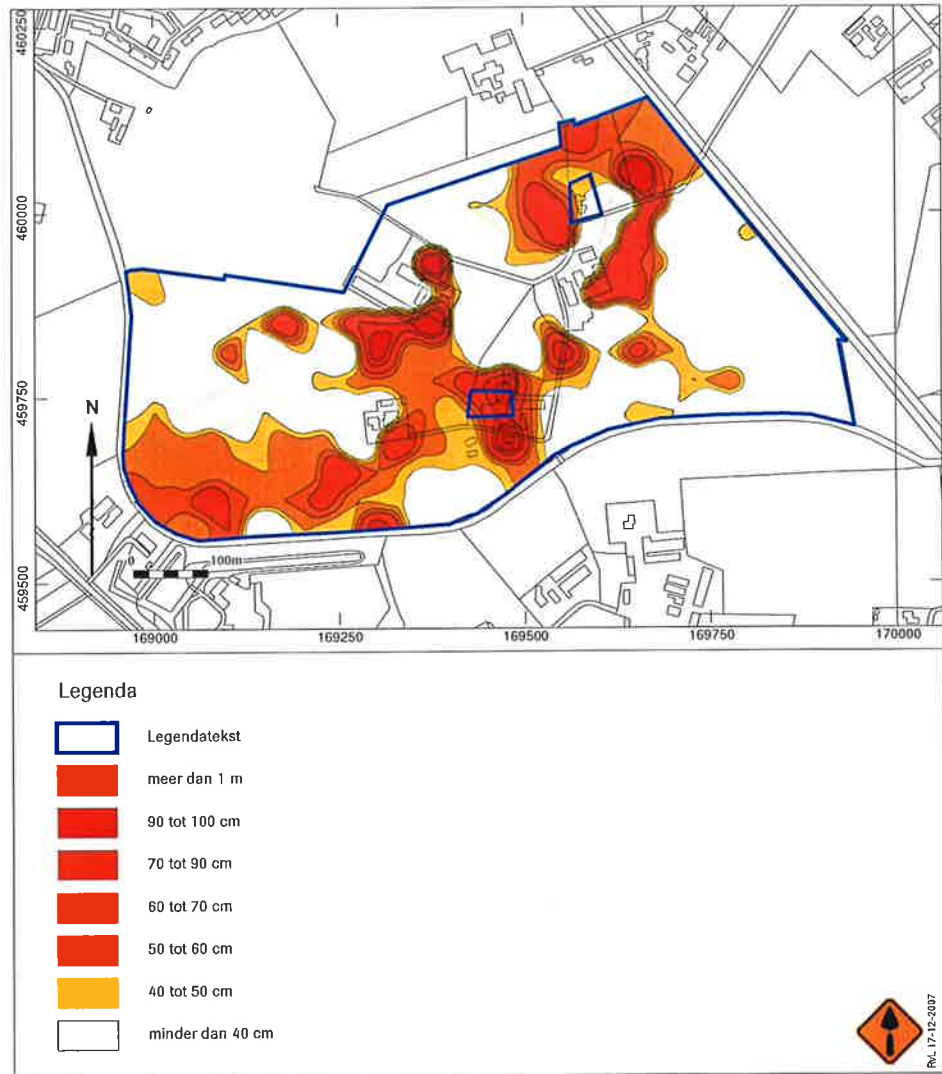 460250
460000
459750
459500
N
0 100m
169000 169250 169500 169750 170000
Legenda
Legendatekst
meer dan 1 m
90 tot 100 cm
70 tot 90 cm
60 tot 70 cm
50 tot 60 cm
40 tot 50 cm
minder dan 40 cm
RvL 17-12-2007